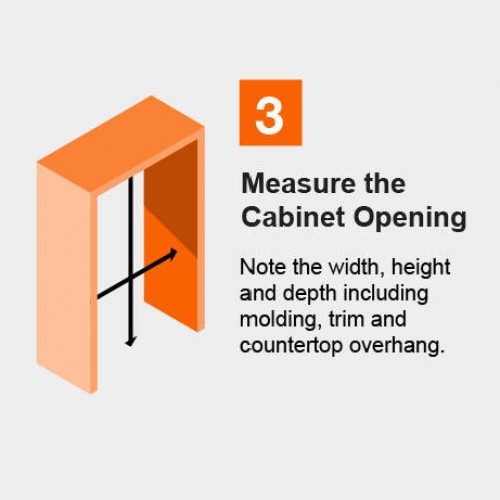 3
Measure the
Cabinet Opening
Note the width, height
and depth including
molding, trim and
countertop overhang.